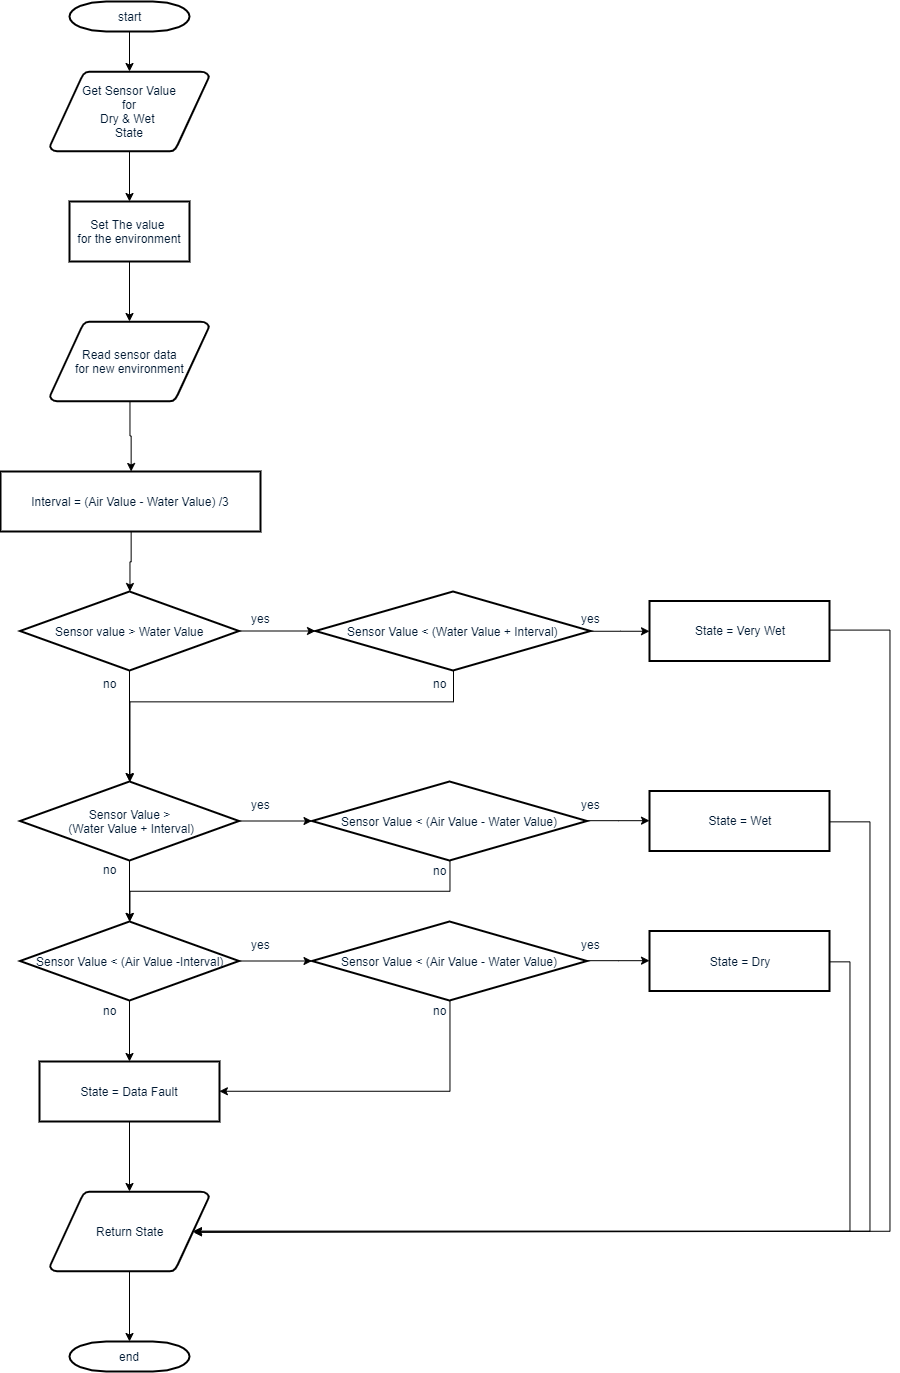 start
Get Sensor Value
for
Dry & Wet
State
Set The value
for the environment
Read sensor data
for new environment
Interval = (Air Value - Water Value) /3
Sensor value > Water Value
yes
Sensor Value < (Water Value + Interval)
yes
State = Very Wet
no
no
Sensor Value >
(Water Value + Interval)
yes
Sensor Value < (Air Value - Water Value)
yes
State = Wet
no
no
Sensor Value < (Air Value -Interval)
yes
Sensor Value < (Air Value - Water Value)
yes
State = Dry
no
no
State = Data Fault
Return State
end